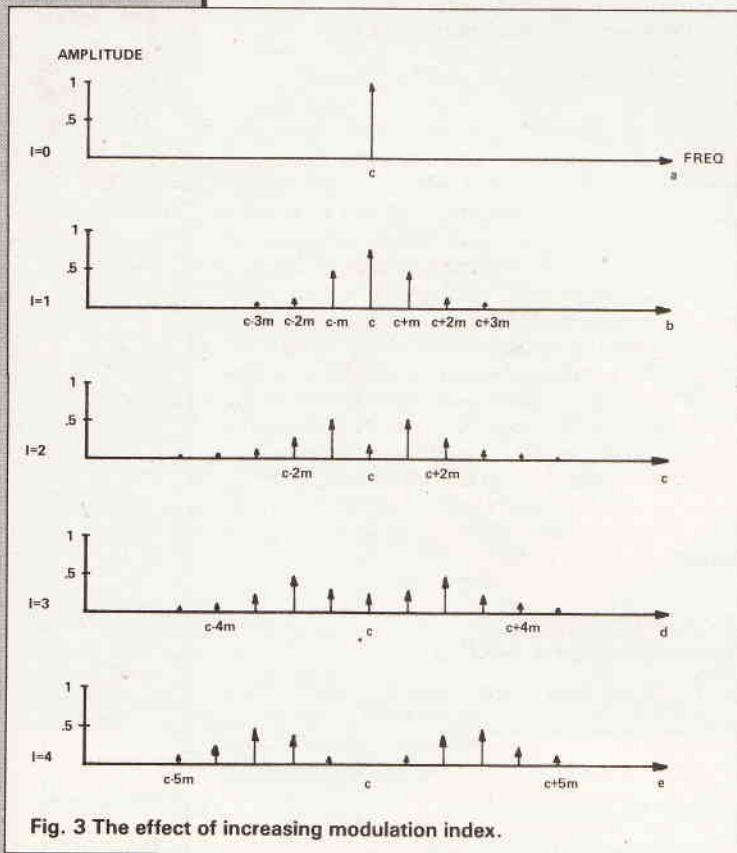 AMPLITUDE
1
.5
I=0
FREQ
c
a
1
.5
I=1
c-3m c-2m c-m c c+m c+2m c+3m
b
1
.5
I=2
c-2m c c+2m
c
1
.5
I=3
c-4m c c+4m
d
1
.5
I=4
c-5m c c+5m
e
Fig. 3 The effect of increasing modulation index.